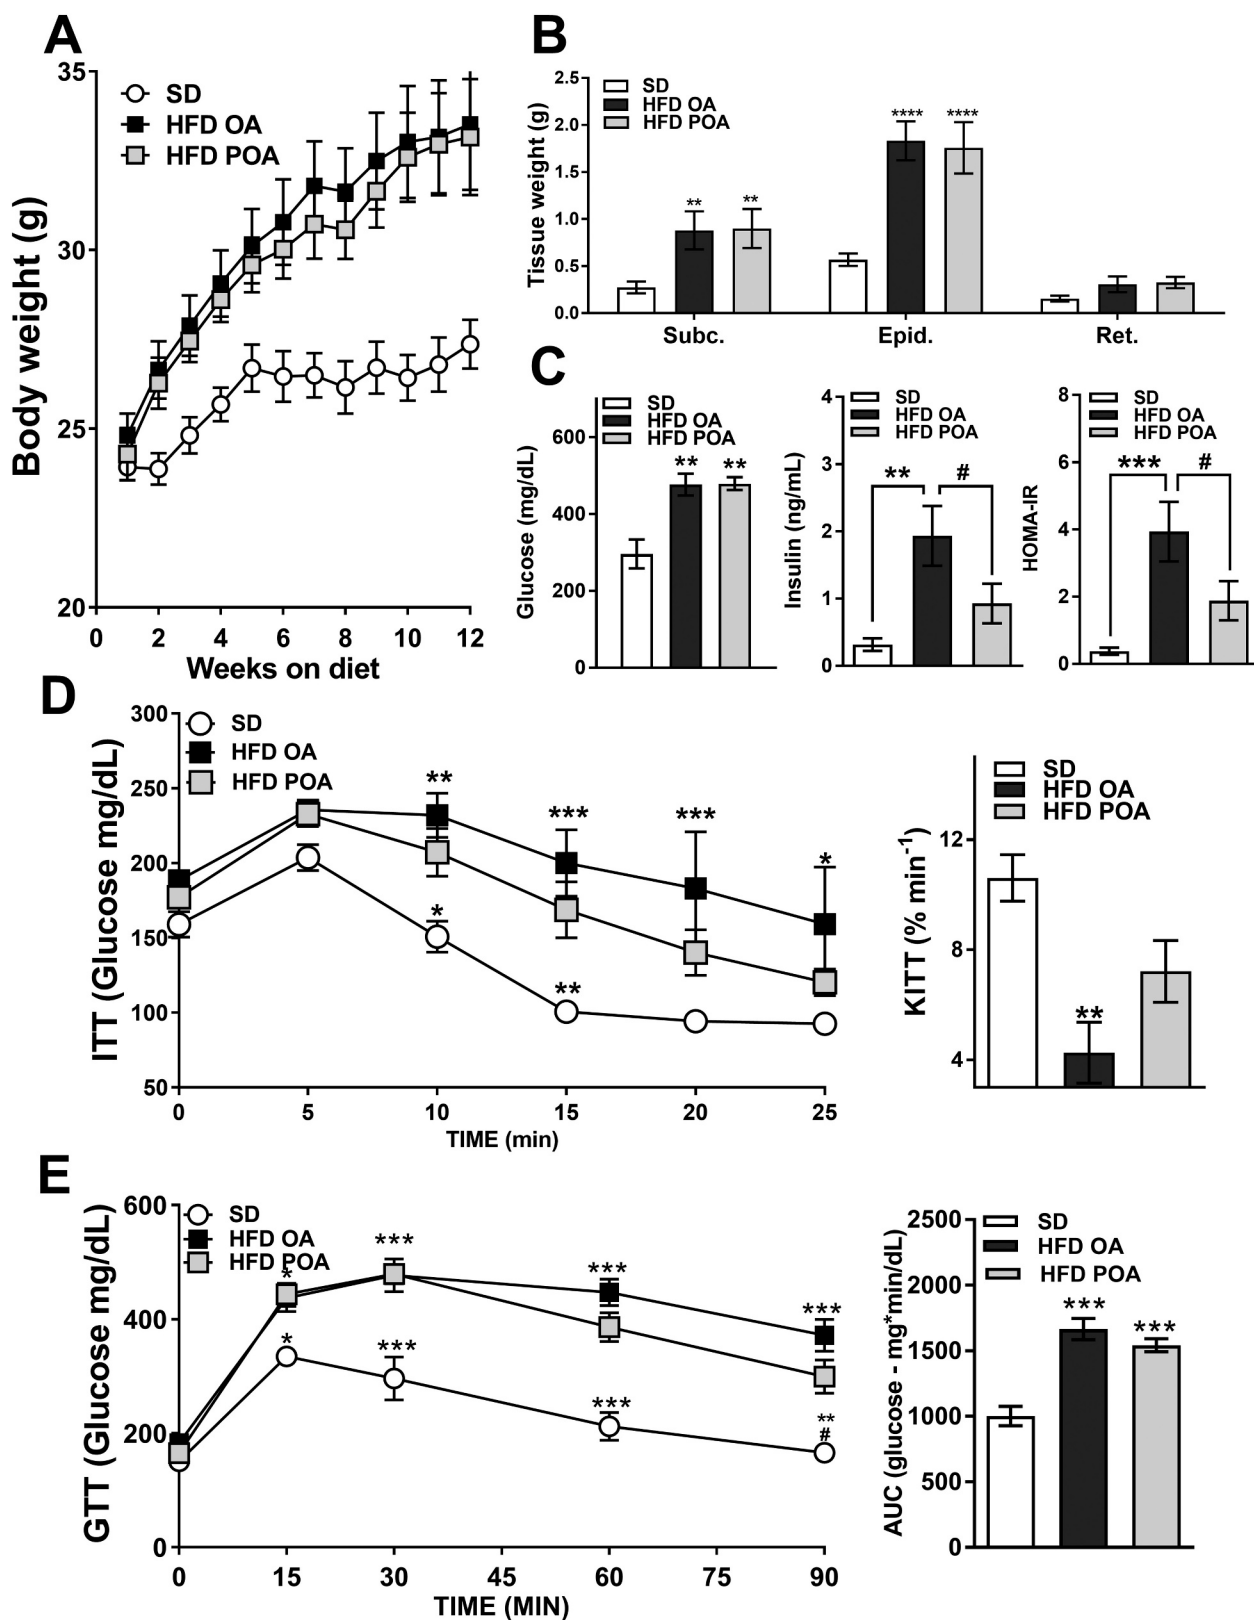 A
35
30
25
20
Body weight (g)
SD
HFD OA
HFD POA
0 2 4 6 8 10 12
Weeks on diet
B
2.5
2.0
1.5
1.0
0.5
0.0
Tissue weight (g)
SD
HFD OA
HFD POA
** **
**** ****
Subc. Epid. Ret.
C
600
400
200
0
Glucose (mg/dL)
SD
HFD OA
HFD POA
** **
4
3
2
1
0
Insulin (ng/mL)
SD
HFD OA
HFD POA
** #
8
6
4
2
0
HOMA-IR
SD
HFD OA
HFD POA
*** #
D
300
250
200
150
100
50
ITT (Glucose mg/dL)
SD
HFD OA
HFD POA
** *** *** *
* **
0 5 10 15 20 25
TIME (min)
12
8
4
KITT (% min-1)
SD
HFD OA
HFD POA
**
E
600
400
200
0
GTT (Glucose mg/dL)
SD
HFD OA
HFD POA
* *** *** ***
* *** *** **
#
0 15 30 45 60 75 90
TIME (MIN)
2500
2000
1500
1000
500
0
AUC (glucose - mg*min/dL)
SD
HFD OA
HFD POA
*** ***